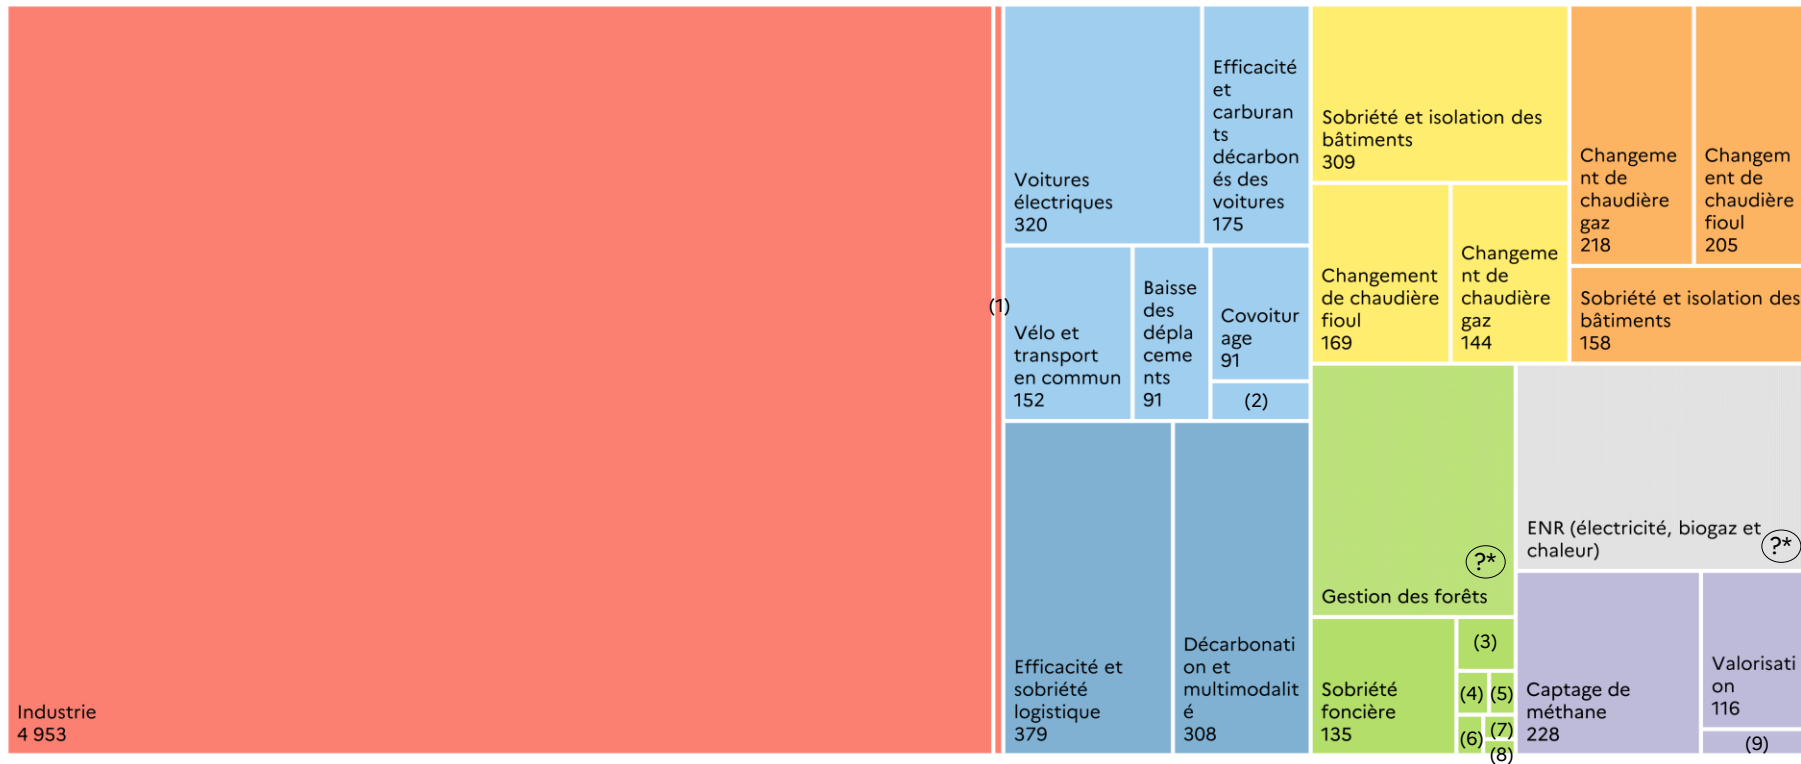 Industrie
4 953
(1)
Voitures
électriques
320
Efficacité
et
carburan
ts
décarbon
és des
voitures
175
Vélo et
transport
en commun
152
Baisse
des
dépla
ceme
nts
91
Covoitur
age
91
(2)
Efficacité et
sobriété
logistique
379
Décarbonati
on et
multimodalit
é
308
Sobriété et isolation des
bâtiments
309
Changement
de chaudière
fioul
169
Changeme
nt de
chaudière
gaz
144
Changeme
nt de
chaudière
gaz
218
Changem
ent de
chaudière
fioul
205
Sobriété et isolation des
bâtiments
158
?*
Gestion des forêts
ENR (électricité, biogaz et
chaleur)
?*
Sobriété
foncière
135
(3)
(4)
(5)
(6)
(7)
(8)
Captage de
méthane
228
Valorisati
on
116
(9)